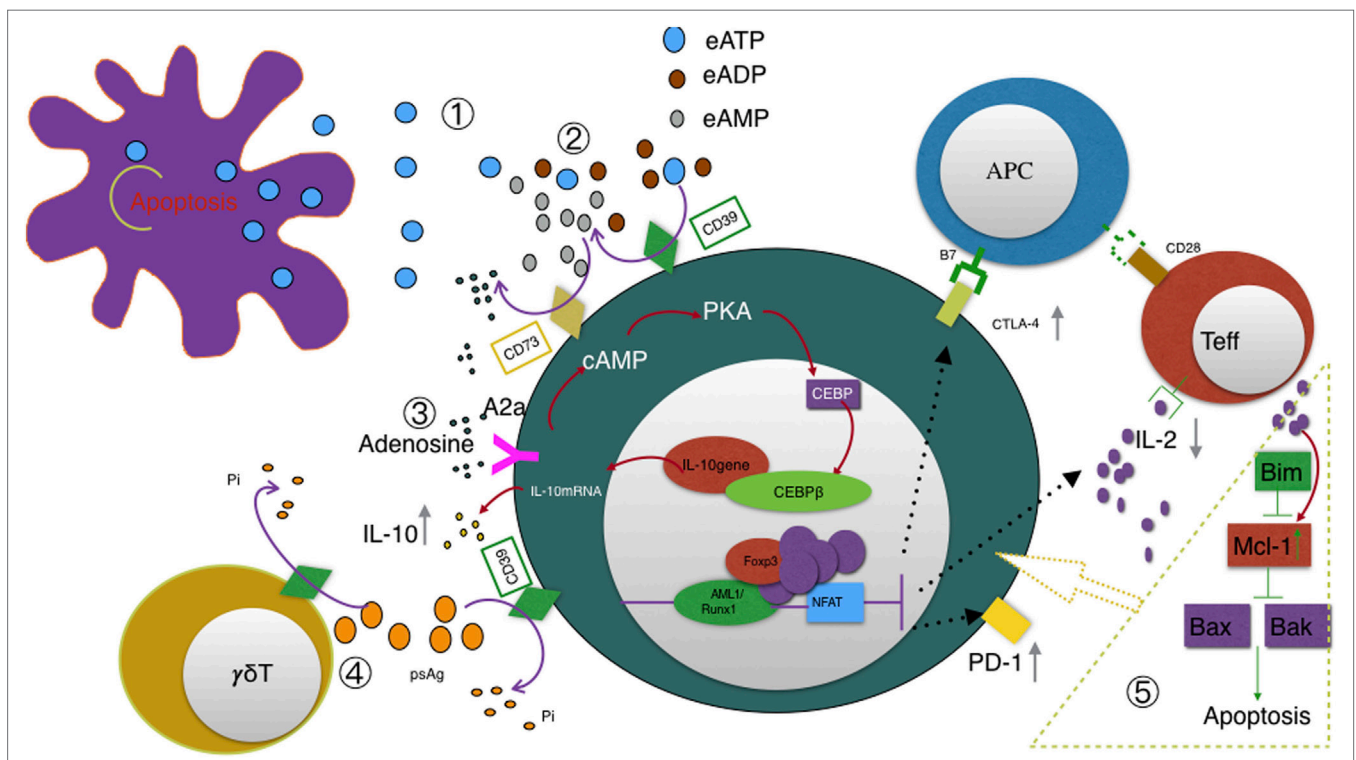 eATP
eADP
eAMP
①
②
Apoptosis
CD39
APC
B7
CD28
CTLA-4
Teff
CD73
PKA
cAMP
CEBP
③
A2a
Adenosine
IL-2
IL-10gene
CEBPβ
IL-10mRNA
Pi
IL-10
CD39
Bim
Mcl-1
Foxp3
AML1/
Runx1
NFAT
Bax
Bak
γδT
④
psAg
Pi
PD-1
⑤
Apoptosis